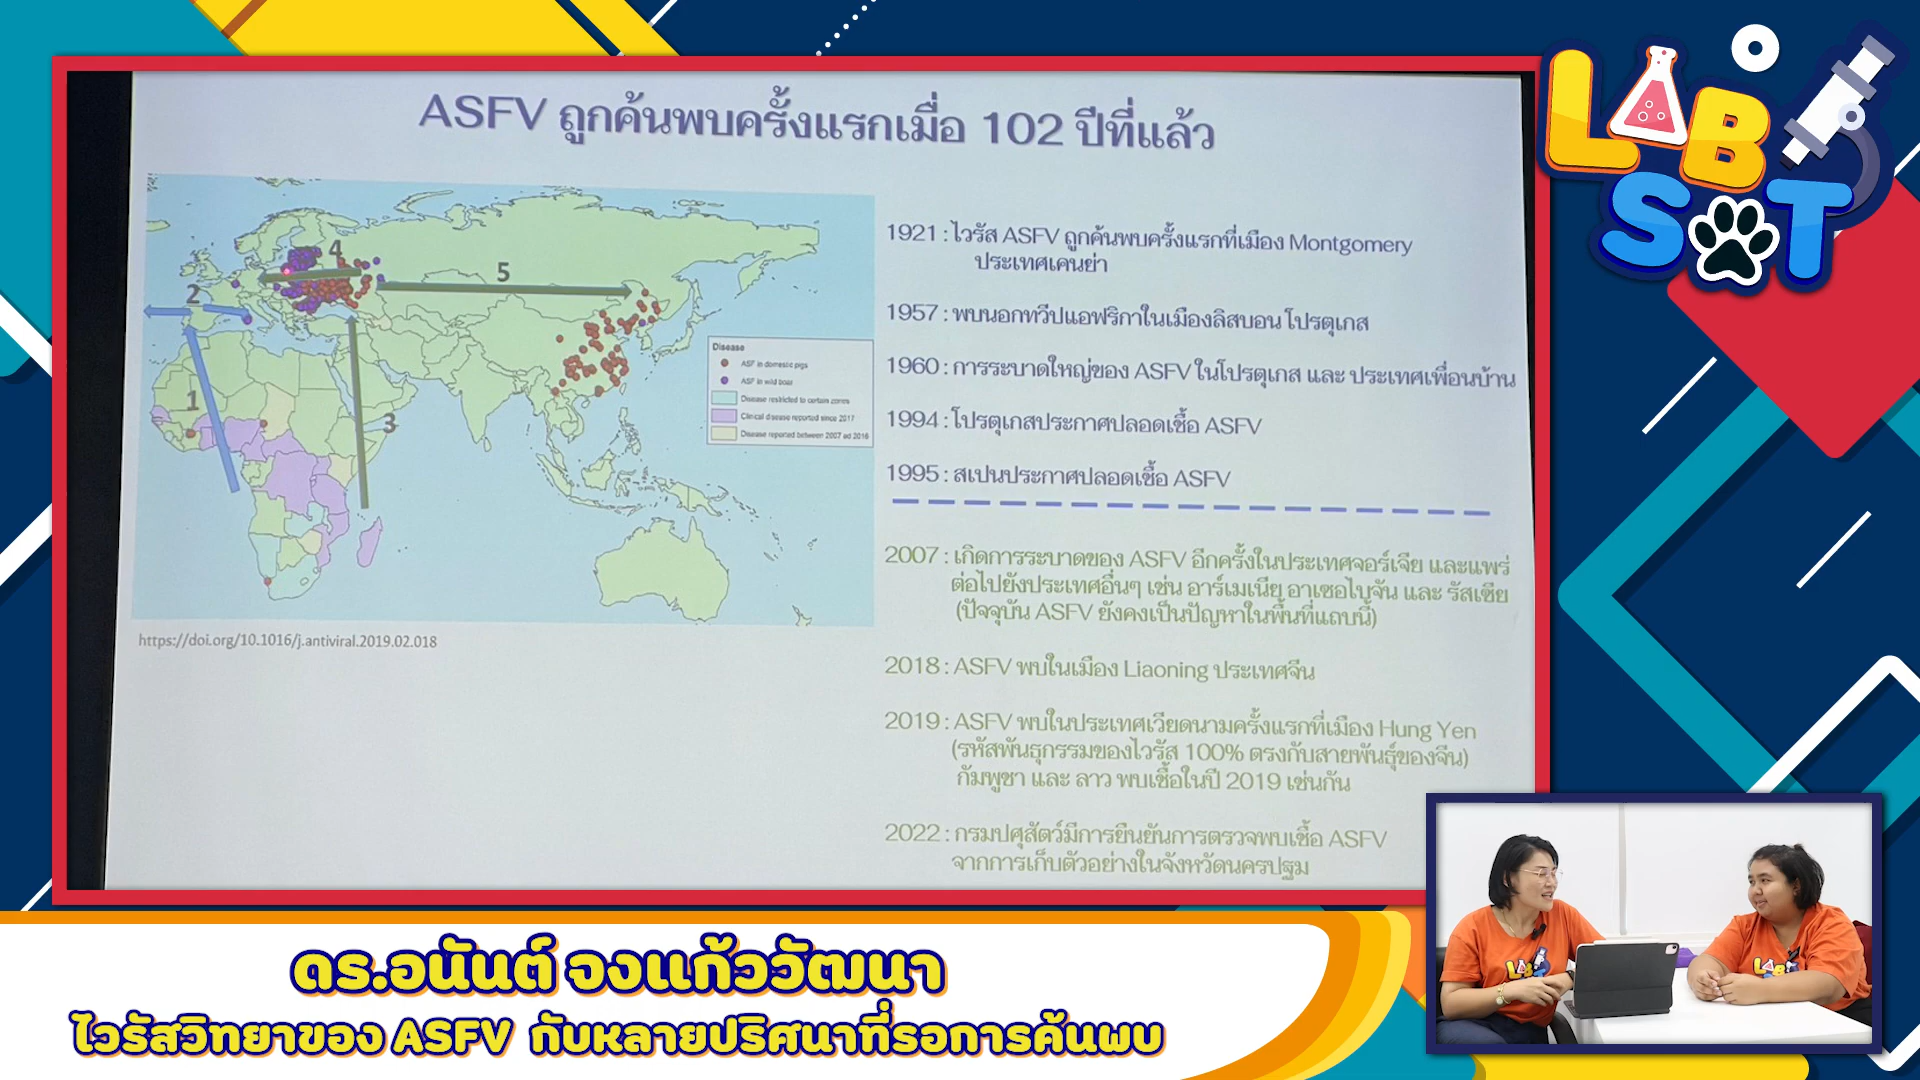 ASFV ถูกค้นพบครั้งแรกเมื่อ 102 ปีที่แล้ว
LAB
SOT
1921 : ไวรัส ASFV ถูกค้นพบครั้งแรกที่เมือง Montgomery
ประเทศเคนย่า
1957 : พบนอกทวีปแอฟริกาในเมืองลิสบอน โปรตุเกส
1960 : การระบาดใหญ่ของ ASFV ในโปรตุเกส และ ประเทศเพื่อนบ้าน
1994 : โปรตุเกสประกาศปลอดเชื้อ ASFV
1995 : สเปนประกาศปลอดเชื้อ ASFV
2007 : เกิดการระบาดของ ASFV อีกครั้งในประเทศจอร์เจีย และแพร่
ต่อไปยังประเทศอื่นๆ เช่น อาร์เมเนีย อาเซอไบจัน และ รัสเซีย
(ปัจจุบัน ASFV ยังคงเป็นปัญหาในพื้นที่แถบนี้)
2018 : ASFV พบในเมือง Liaoning ประเทศจีน
2019 : ASFV พบในประเทศเวียดนามครั้งแรกที่เมือง Hung Yen
(รหัสพันธุกรรมของไวรัส 100% ตรงกับสายพันธุ์ของจีน)
กัมพูชา และ ลาว พบเชื้อในปี 2019 เช่นกัน
2022 : กรมปศุสัตว์มีการยืนยันการตรวจพบเชื้อ ASFV
จากการเก็บตัวอย่างในจังหวัดนครปฐม
1
2
3
4
5
Disease
ASF in domestic pigs
ASF in wild boar
Disease restricted to certain zones
Clinical disease reported since 2017
Disease reported between 2007 ad 2016
https://doi.org/10.1016/j.antiviral.2019.02.018
ดร.อนันต์ จงแก้ววัฒนา
ไวรัสวิทยาของ ASFV กับหลายปริศนาที่รอการค้นพบ